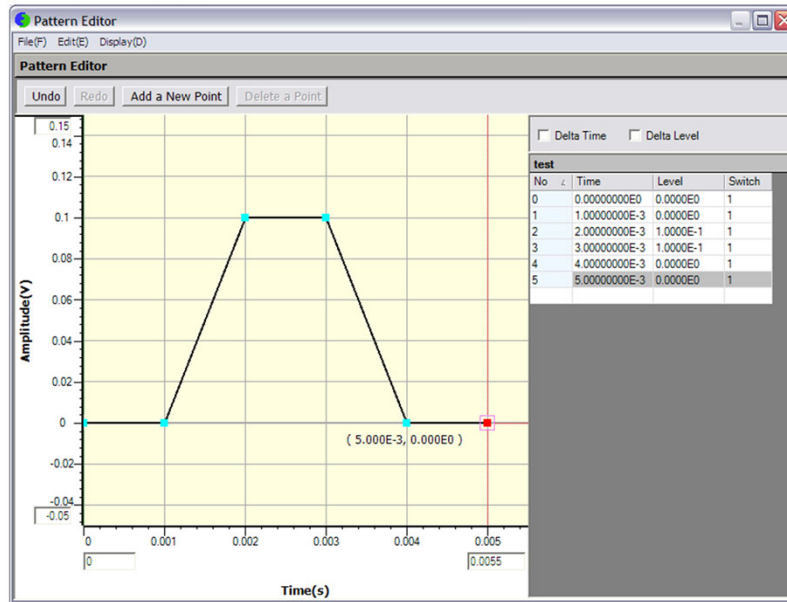 Pattern Editor
File(F) Edit(E) Display(D)
Pattern Editor
Undo Redo Add a New Point Delete a Point
Delta Time Delta Level
test
No Time Level Switch
0 0.00000000E0 0.0000E0 1
1 1.00000000E-3 0.0000E0 1
2 2.00000000E-3 1.0000E-1 1
3 3.00000000E-3 1.0000E-1 1
4 4.00000000E-3 0.0000E0 1
5 5.00000000E-3 0.0000E0 1
0.15
0.14
0.12
0.1
0.08
0.06
0.04
0.02
0
-0.02
-0.04
-0.05
Amplitude(V)
( 5.000E-3, 0.000E0 )
0 0.001 0.002 0.003 0.004 0.005
0 0.0055
Time(s)